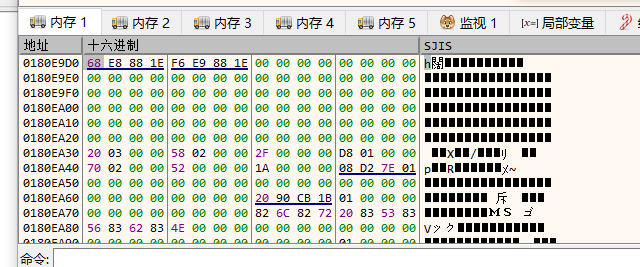 内存 1 内存 2 内存 3 内存 4 内存 5 监视 1 [x=] 局部变量
地址 十六进制 SJIS
0180E9D0 68 E8 88 1E F6 E9 88 1E 00 00 00 00 00 00 00 00 h
0180E9E0 00 00 00 00 00 00 00 00 00 00 00 00 00 00 00 00
0180E9F0 00 00 00 00 00 00 00 00 00 00 00 00 00 00 00 00
0180EA00 00 00 00 00 00 00 00 00 00 00 00 00 00 00 00 00
0180EA10 00 00 00 00 00 00 00 00 00 00 00 00 00 00 00 00
0180EA20 00 00 00 00 00 00 00 00 00 00 00 00 00 00 00 00
0180EA30 20 03 00 00 58 02 00 00 2F 00 00 00 D8 01 00 00 X / ﾘ
0180EA40 70 02 00 00 52 00 00 00 1A 00 00 00 08 D2 7E 01 p R ﾒ~
0180EA50 00 00 00 00 00 00 00 00 00 00 00 00 00 00 00 00
0180EA60 00 00 00 00 00 00 00 00 20 90 CB 1B 01 00 00 00 斥
0180EA70 00 00 00 00 00 00 00 00 82 6C 82 72 20 83 53 83 ＭＳ ゴ
0180EA80 56 83 62 83 4E 00 00 00 00 00 00 00 00 00 00 00 Vック
命令: